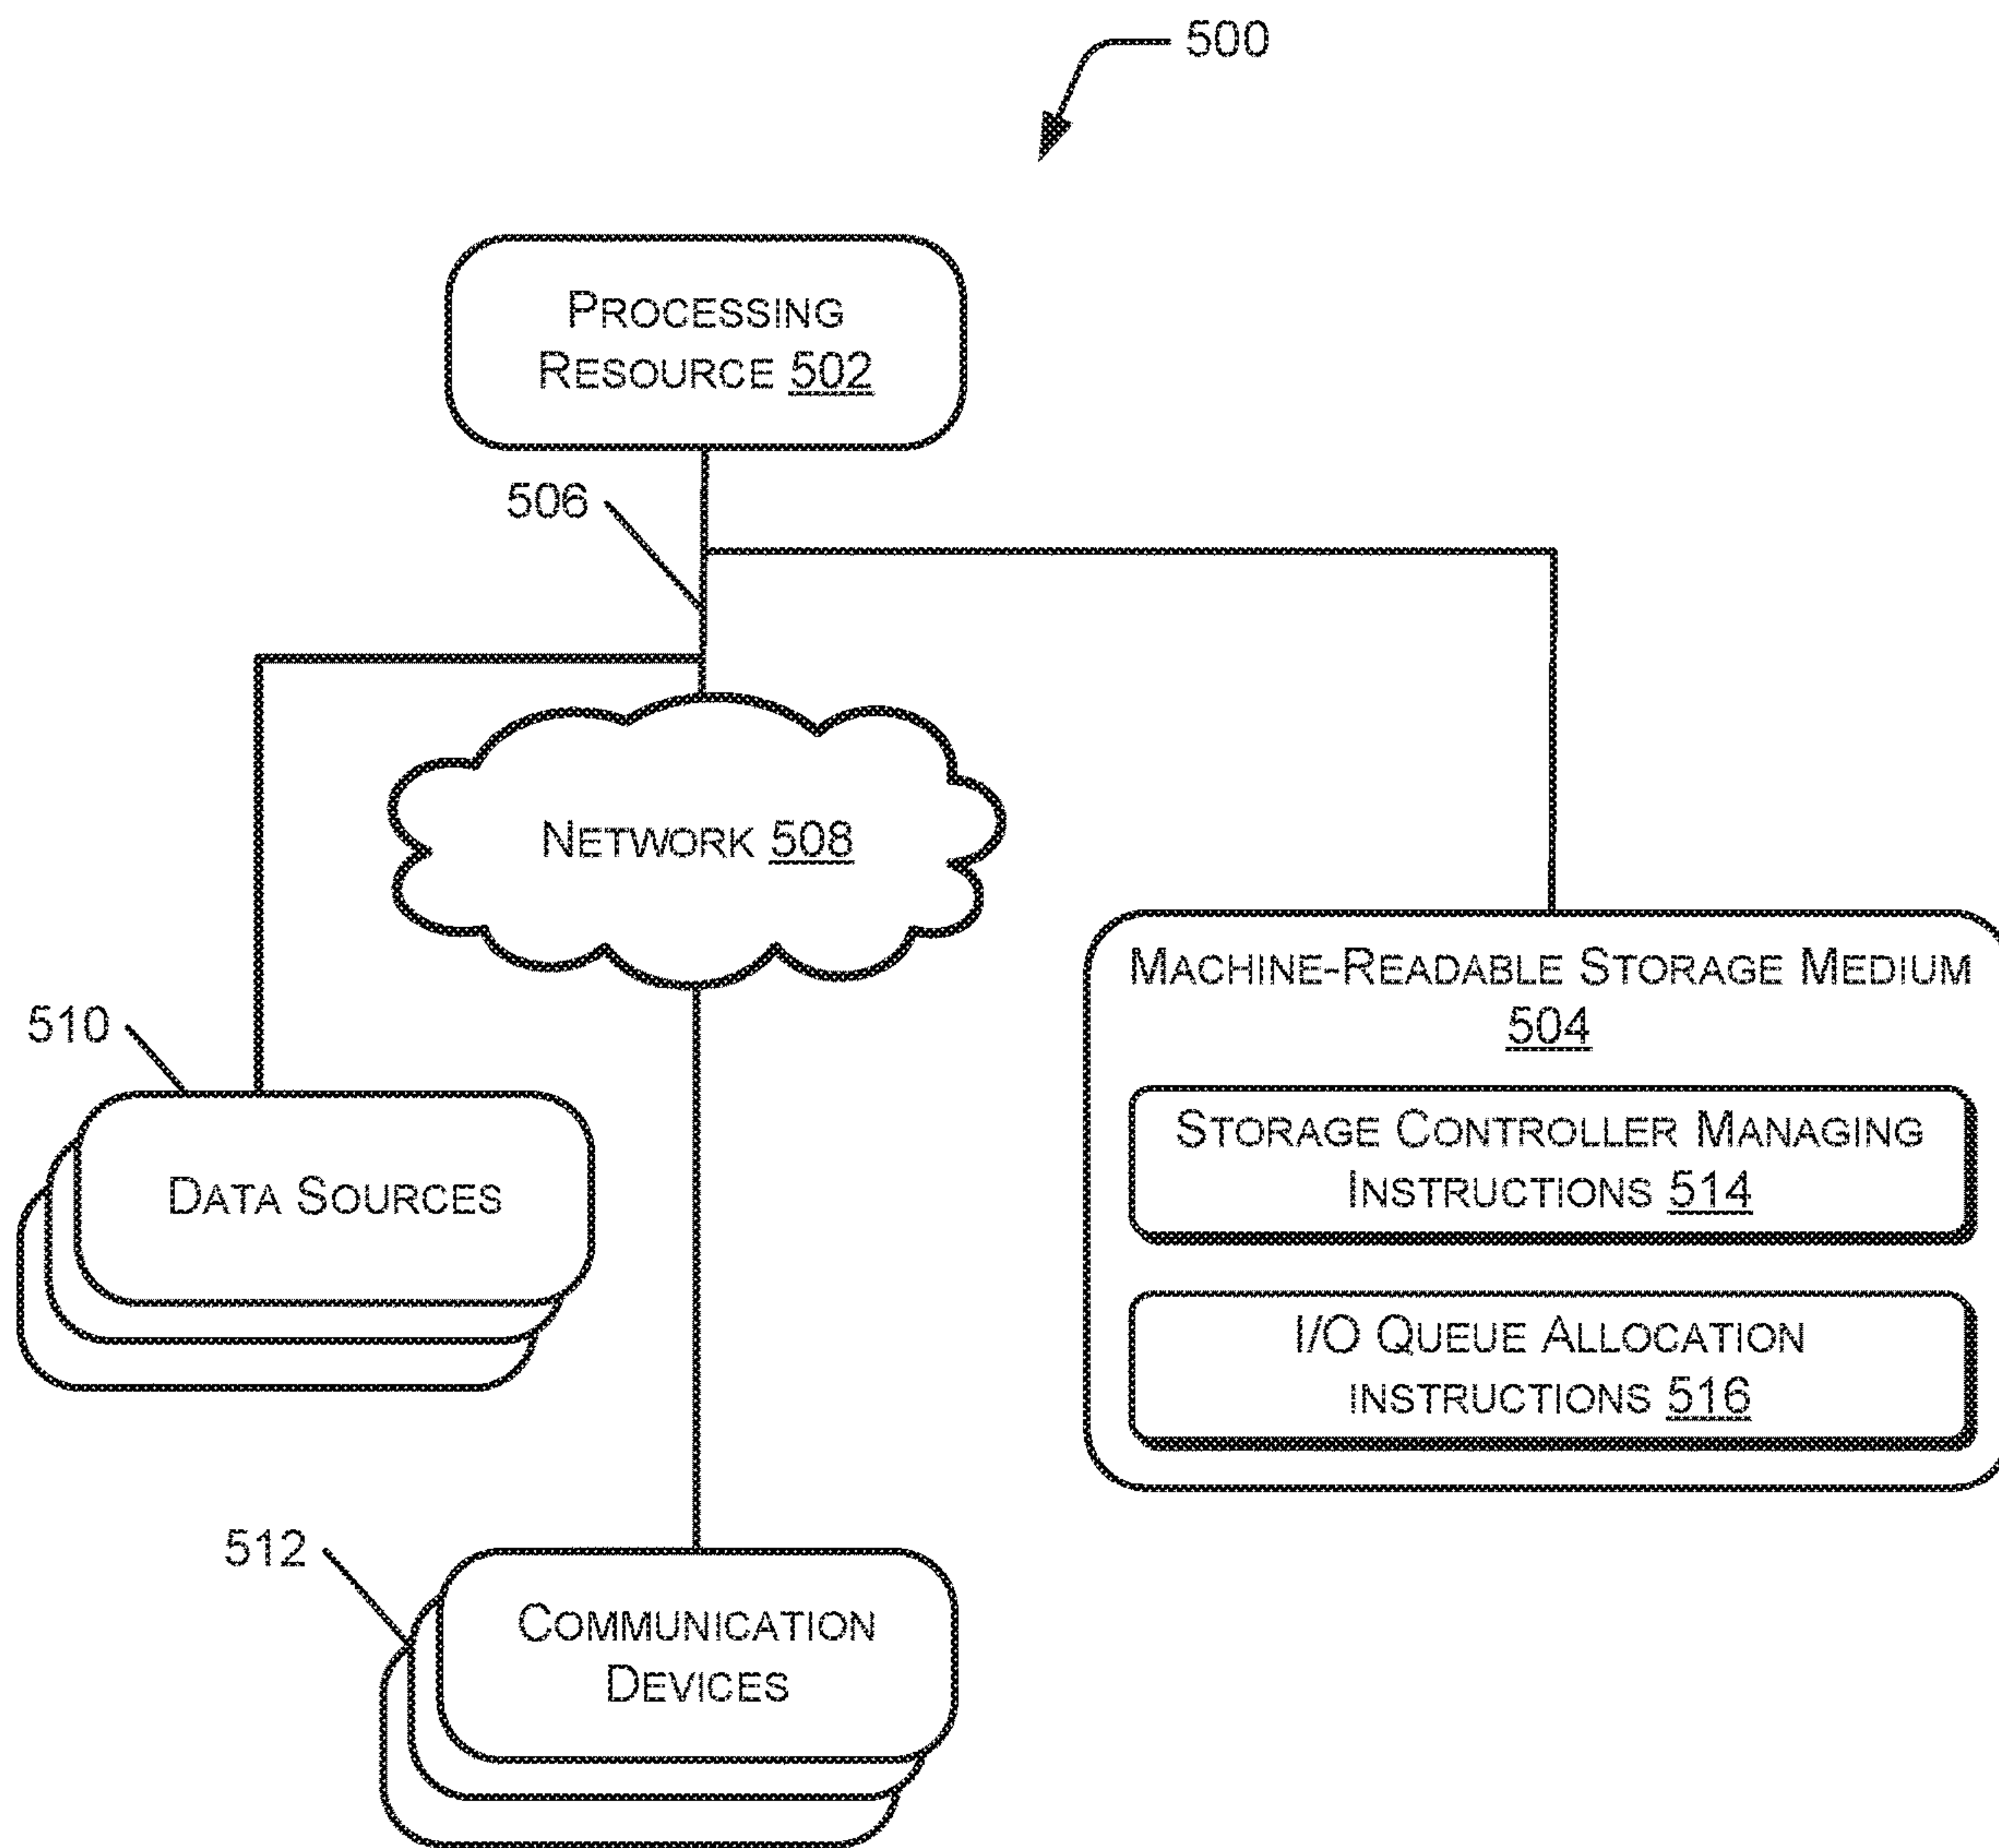 500
PROCESSING
RESOURCE 502
506
NETWORK 508
MACHINE-READABLE STORAGE MEDIUM
504
510
STORAGE CONTROLLER MANAGING
INSTRUCTIONS 514
DATA SOURCES
I/O QUEUE ALLOCATION
INSTRUCTIONS 516
512
COMMUNICATION
DEVICES